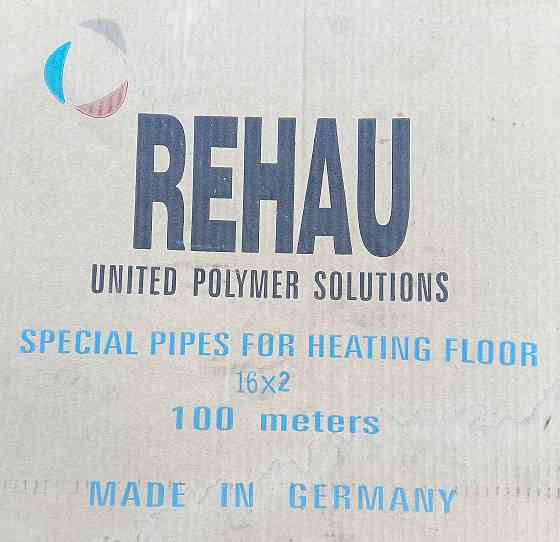 REHAU
UNITED POLYMER SOLUTIONS
SPECIAL PIPES FOR HEATING FLOOR
16x2
100 meters
MADE IN GERMANY